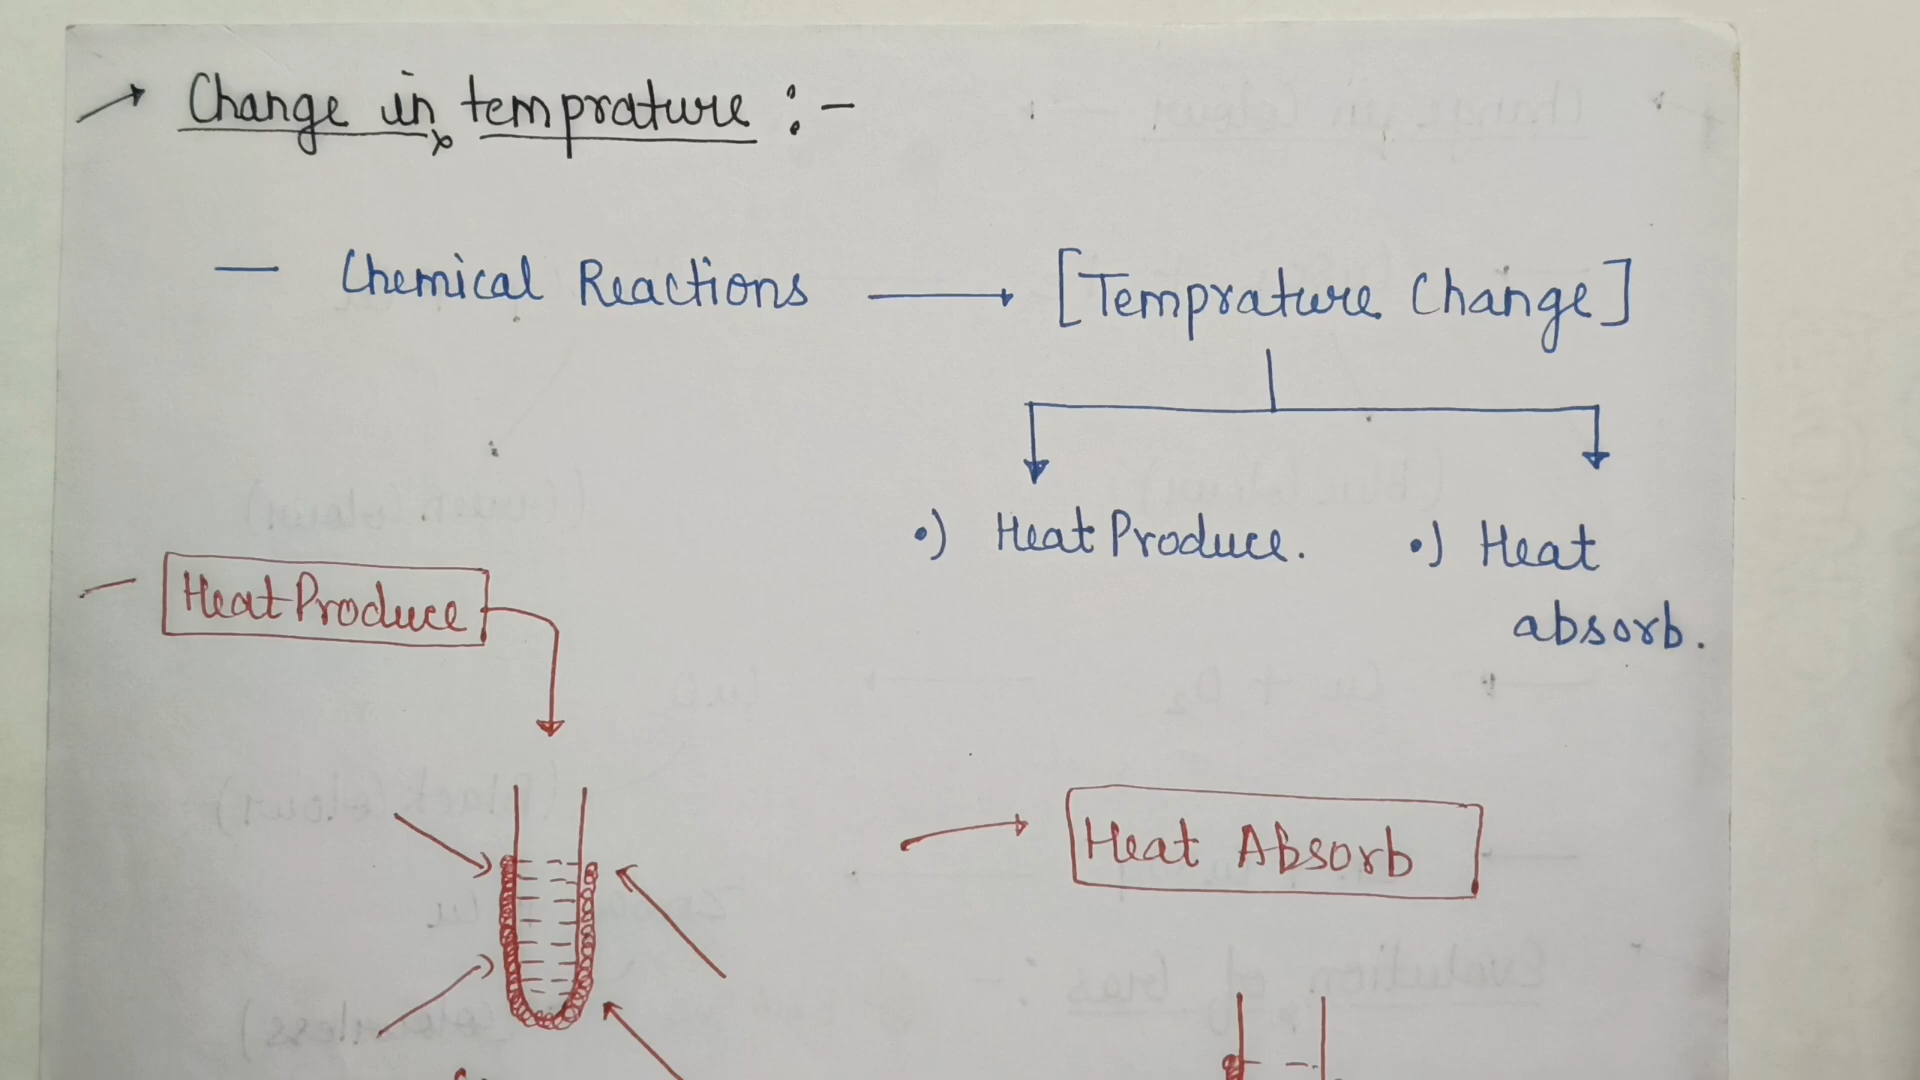 Change in temprature :-
— Chemical Reactions → [Temprature Change]
•) Heat Produce. •) Heat
absorb.
— Heat Produce
Heat Absorb